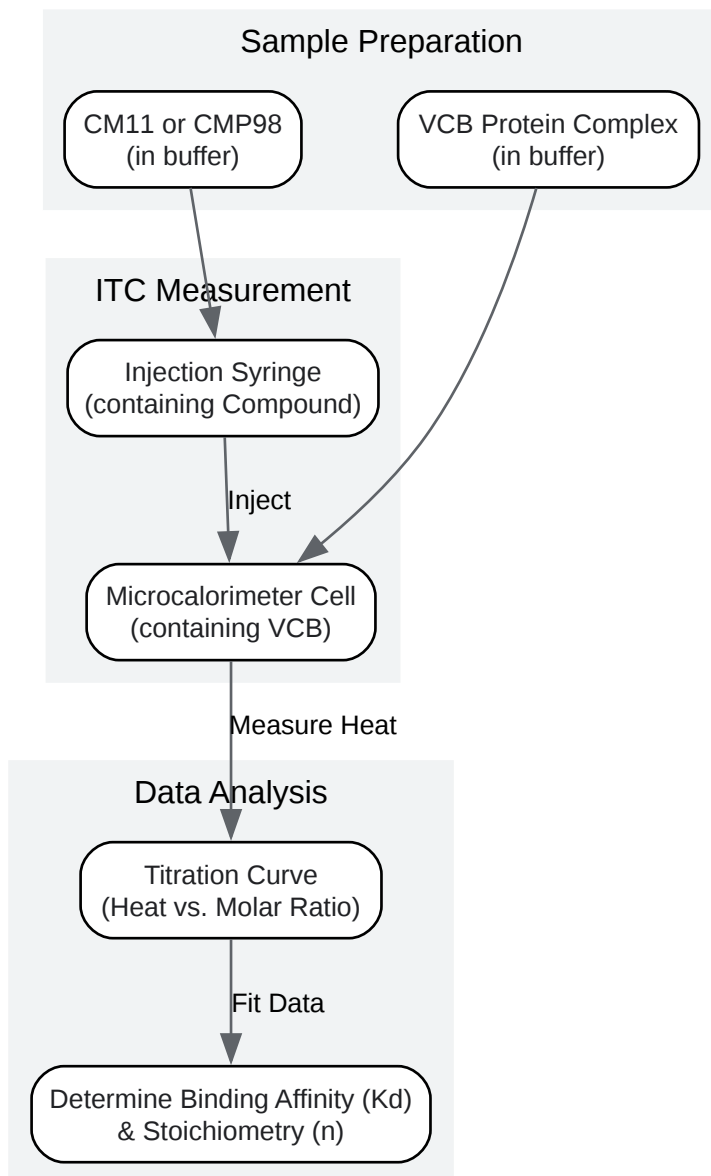 Sample Preparation
CM11 or CMP98
(in buffer)
VCB Protein Complex
(in buffer)
ITC Measurement
Injection Syringe
(containing Compound)
Inject
Microcalorimeter Cell
(containing VCB)
Measure Heat
Data Analysis
Titration Curve
(Heat vs. Molar Ratio)
Fit Data
Determine Binding Affinity (Kd)
& Stoichiometry (n)